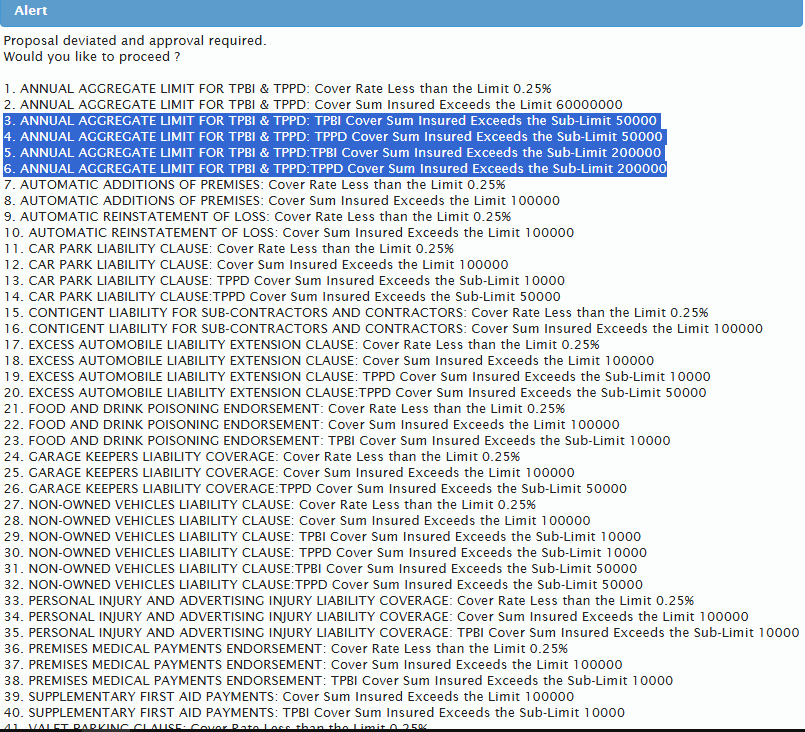 Alert
Proposal deviated and approval required.
Would you like to proceed ?
1. ANNUAL AGGREGATE LIMIT FOR TPBI & TPPD: Cover Rate Less than the Limit 0.25%
2. ANNUAL AGGREGATE LIMIT FOR TPBI & TPPD: Cover Sum Insured Exceeds the Limit 60000000
3. ANNUAL AGGREGATE LIMIT FOR TPBI & TPPD: TPBI Cover Sum Insured Exceeds the Sub-Limit 50000
4. ANNUAL AGGREGATE LIMIT FOR TPBI & TPPD: TPPD Cover Sum Insured Exceeds the Sub-Limit 50000
5. ANNUAL AGGREGATE LIMIT FOR TPBI & TPPD:TPBI Cover Sum Insured Exceeds the Sub-Limit 200000
6. ANNUAL AGGREGATE LIMIT FOR TPBI & TPPD:TPPD Cover Sum Insured Exceeds the Sub-Limit 200000
7. AUTOMATIC ADDITIONS OF PREMISES: Cover Rate Less than the Limit 0.25%
8. AUTOMATIC ADDITIONS OF PREMISES: Cover Sum Insured Exceeds the Limit 100000
9. AUTOMATIC REINSTATEMENT OF LOSS: Cover Rate Less than the Limit 0.25%
10. AUTOMATIC REINSTATEMENT OF LOSS: Cover Sum Insured Exceeds the Limit 100000
11. CAR PARK LIABILITY CLAUSE: Cover Rate Less than the Limit 0.25%
12. CAR PARK LIABILITY CLAUSE: Cover Sum Insured Exceeds the Limit 100000
13. CAR PARK LIABILITY CLAUSE: TPPD Cover Sum Insured Exceeds the Sub-Limit 10000
14. CAR PARK LIABILITY CLAUSE:TPPD Cover Sum Insured Exceeds the Sub-Limit 50000
15. CONTIGENT LIABILITY FOR SUB-CONTRACTORS AND CONTRACTORS: Cover Rate Less than the Limit 0.25%
16. CONTIGENT LIABILITY FOR SUB-CONTRACTORS AND CONTRACTORS: Cover Sum Insured Exceeds the Limit 100000
17. EXCESS AUTOMOBILE LIABILITY EXTENSION CLAUSE: Cover Rate Less than the Limit 0.25%
18. EXCESS AUTOMOBILE LIABILITY EXTENSION CLAUSE: Cover Sum Insured Exceeds the Limit 100000
19. EXCESS AUTOMOBILE LIABILITY EXTENSION CLAUSE: TPPD Cover Sum Insured Exceeds the Sub-Limit 10000
20. EXCESS AUTOMOBILE LIABILITY EXTENSION CLAUSE:TPPD Cover Sum Insured Exceeds the Sub-Limit 50000
21. FOOD AND DRINK POISONING ENDORSEMENT: Cover Rate Less than the Limit 0.25%
22. FOOD AND DRINK POISONING ENDORSEMENT: Cover Sum Insured Exceeds the Limit 100000
23. FOOD AND DRINK POISONING ENDORSEMENT: TPBI Cover Sum Insured Exceeds the Sub-Limit 10000
24. GARAGE KEEPERS LIABILITY COVERAGE: Cover Rate Less than the Limit 0.25%
25. GARAGE KEEPERS LIABILITY COVERAGE: Cover Sum Insured Exceeds the Limit 100000
26. GARAGE KEEPERS LIABILITY COVERAGE:TPPD Cover Sum Insured Exceeds the Sub-Limit 50000
27. NON-OWNED VEHICLES LIABILITY CLAUSE: Cover Rate Less than the Limit 0.25%
28. NON-OWNED VEHICLES LIABILITY CLAUSE: Cover Sum Insured Exceeds the Limit 100000
29. NON-OWNED VEHICLES LIABILITY CLAUSE: TPBI Cover Sum Insured Exceeds the Sub-Limit 10000
30. NON-OWNED VEHICLES LIABILITY CLAUSE: TPPD Cover Sum Insured Exceeds the Sub-Limit 10000
31. NON-OWNED VEHICLES LIABILITY CLAUSE:TPBI Cover Sum Insured Exceeds the Sub-Limit 50000
32. NON-OWNED VEHICLES LIABILITY CLAUSE:TPPD Cover Sum Insured Exceeds the Sub-Limit 50000
33. PERSONAL INJURY AND ADVERTISING INJURY LIABILITY COVERAGE: Cover Rate Less than the Limit 0.25%
34. PERSONAL INJURY AND ADVERTISING INJURY LIABILITY COVERAGE: Cover Sum Insured Exceeds the Limit 100000
35. PERSONAL INJURY AND ADVERTISING INJURY LIABILITY COVERAGE: TPBI Cover Sum Insured Exceeds the Sub-Limit 10000
36. PREMISES MEDICAL PAYMENTS ENDORSEMENT: Cover Rate Less than the Limit 0.25%
37. PREMISES MEDICAL PAYMENTS ENDORSEMENT: Cover Sum Insured Exceeds the Limit 100000
38. PREMISES MEDICAL PAYMENTS ENDORSEMENT: TPBI Cover Sum Insured Exceeds the Sub-Limit 10000
39. SUPPLEMENTARY FIRST AID PAYMENTS: Cover Sum Insured Exceeds the Limit 100000
40. SUPPLEMENTARY FIRST AID PAYMENTS: TPBI Cover Sum Insured Exceeds the Sub-Limit 10000
41. VALET PARKING CLAUSE: Cover Rate Less than the Limit 0.25%